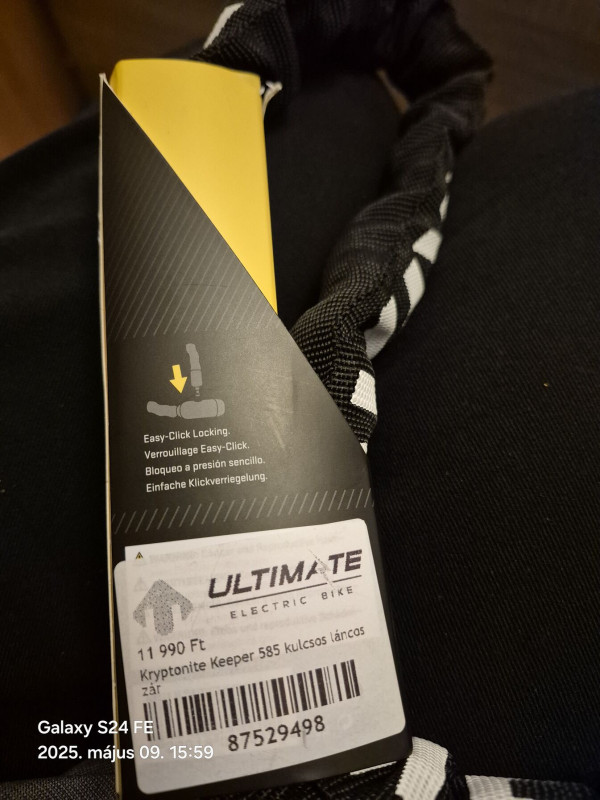 Easy-Click Locking.
Verrouillage Easy-Click.
Bloqueo a presión sencillo.
Einfache Klickverriegelung.
ULTIMATE
ELECTRIC BIKE
11 990 Ft
Kryptonite Keeper 585 kulcsos láncos
zár
87529498
Galaxy S24 FE
2025. május 09. 15:59